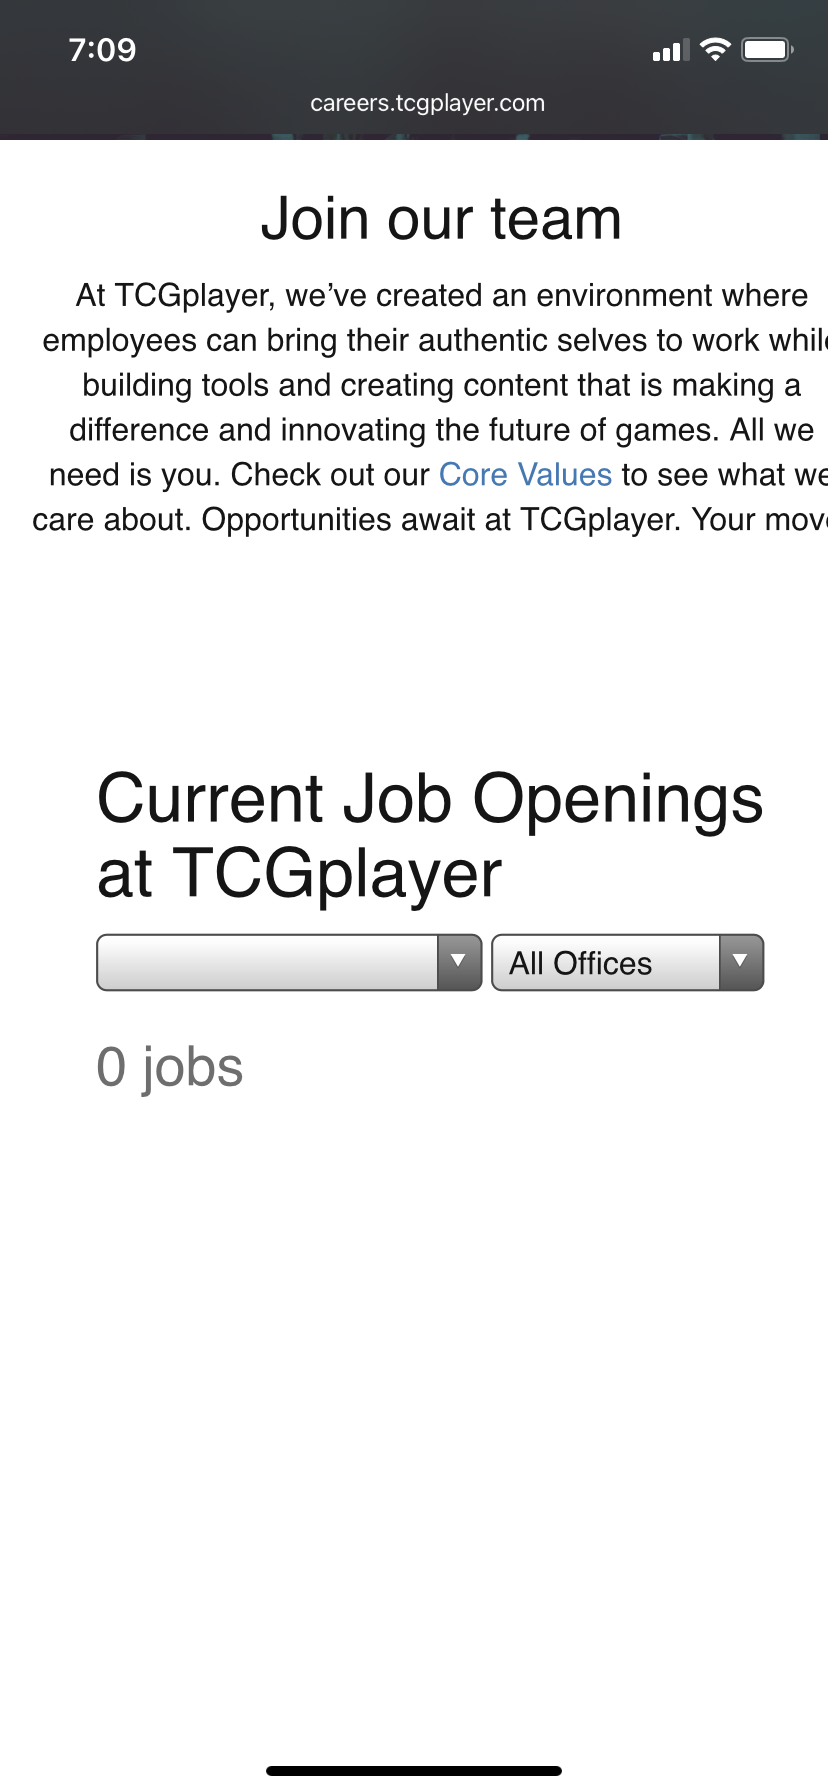 7:09
careers.tcgplayer.com
Join our team
At TCGplayer, we've created an environment where
employees can bring their authentic selves to work whil
building tools and creating content that is making a
difference and innovating the future of games. All we
need is you. Check out our Core Values to see what we
care about. Opportunities await at TCGplayer. Your mov
Current Job Openings
at TCGplayer
All Offices
0 jobs